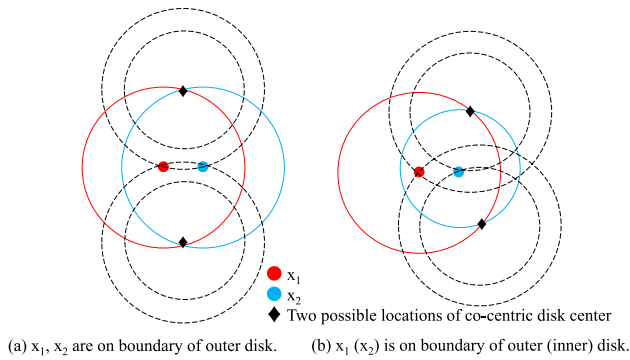 x₁
x₂
Two possible locations of co-centric disk center
(a) x₁, x₂ are on boundary of outer disk.
(b) x₁ (x₂) is on boundary of outer (inner) disk.